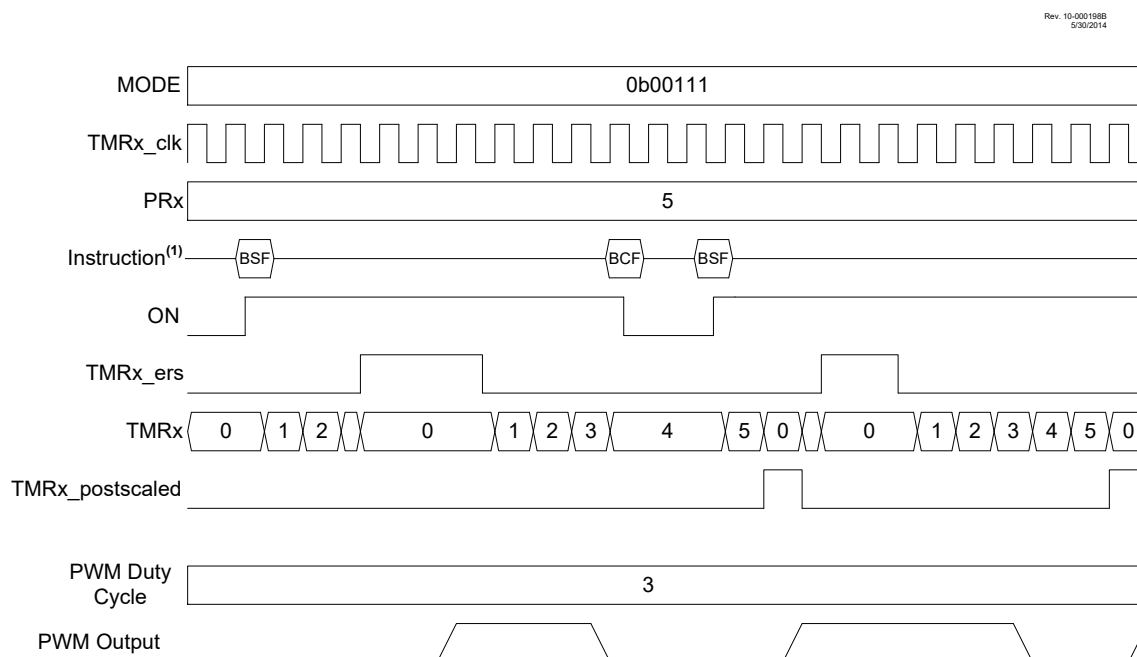 Rev. 10-000198B
5/30/2014
MODE 0b00111
TMRx_clk
PRx 5
Instruction(1) BSF BCF BSF
ON
TMRx_ers
TMRx 0 1 2 0 1 2 3 4 5 0 0 1 2 3 4 5 0
TMRx_postscaled
PWM Duty
Cycle 3
PWM Output